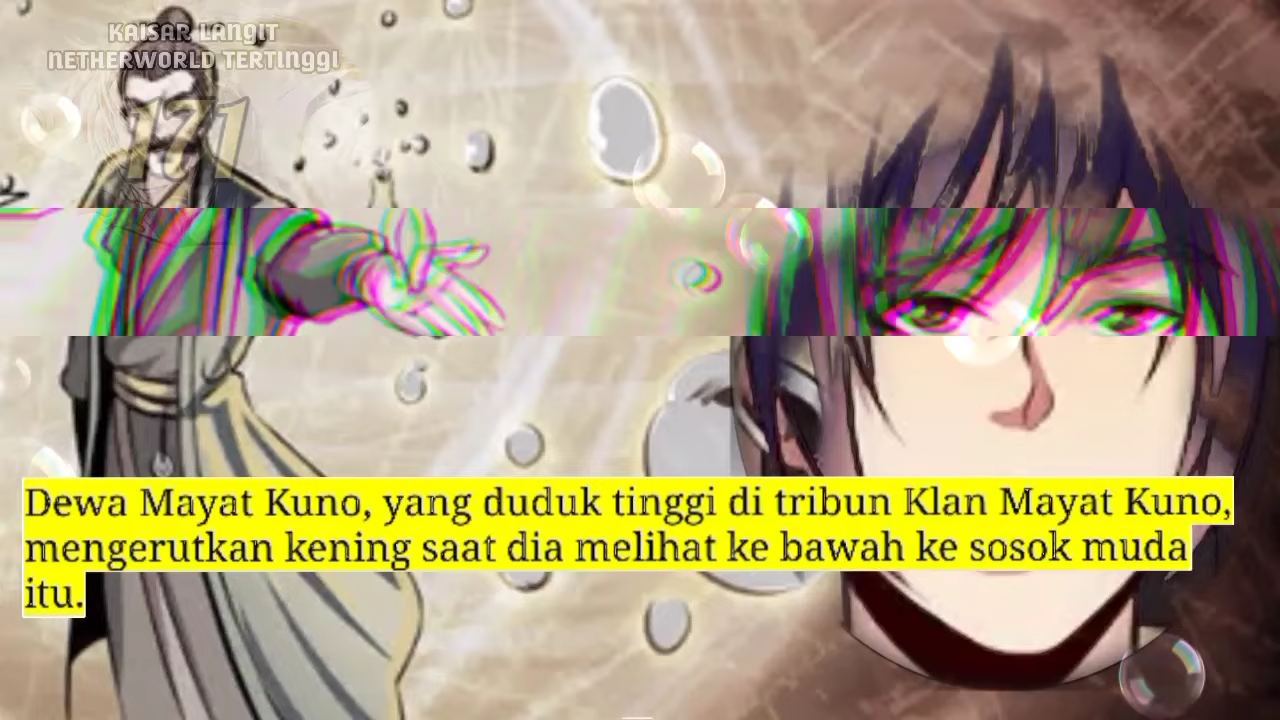 KAISAR LANGIT
NETHERWORLD TERTINGGI
171
Dewa Mayat Kuno, yang duduk tinggi di tribun Klan Mayat Kuno,
mengerutkan kening saat dia melihat ke bawah ke sosok muda
itu.